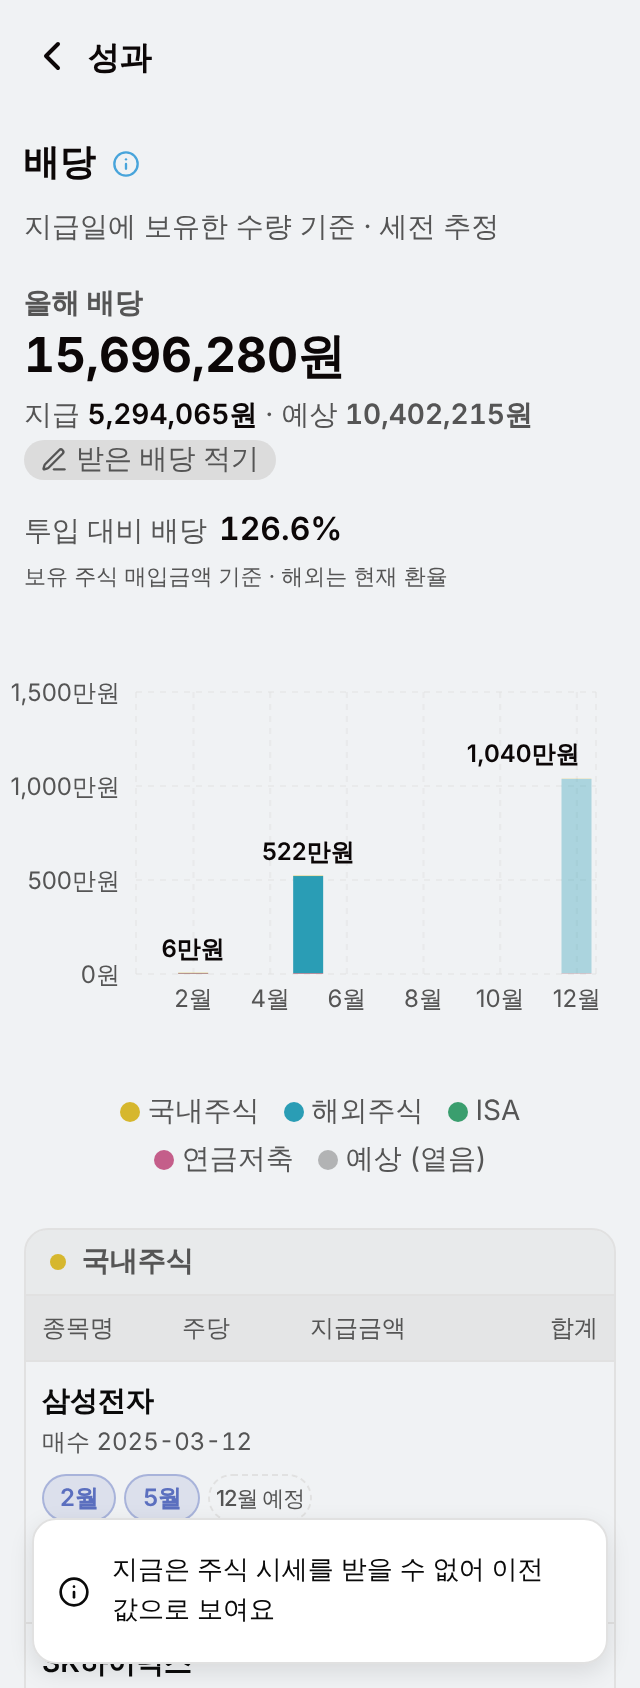 성과
배당
지급일에 보유한 수량 기준 · 세전 추정
올해 배당
15,696,280원
지급 5,294,065원 · 예상 10,402,215원
받은 배당 적기
투입 대비 배당 126.6%
보유 주식 매입금액 기준 · 해외는 현재 환율
1,500만원
1,000만원
500만원
0원
6만원
522만원
1,040만원
2월 4월 6월 8월 10월 12월
국내주식 해외주식 ISA
연금저축 예상 (옅음)
국내주식
종목명 주당 지급금액 합계
삼성전자
매수 2025-03-12
2월 5월 12월 예정
지금은 주식 시세를 받을 수 없어 이전
값으로 보여요